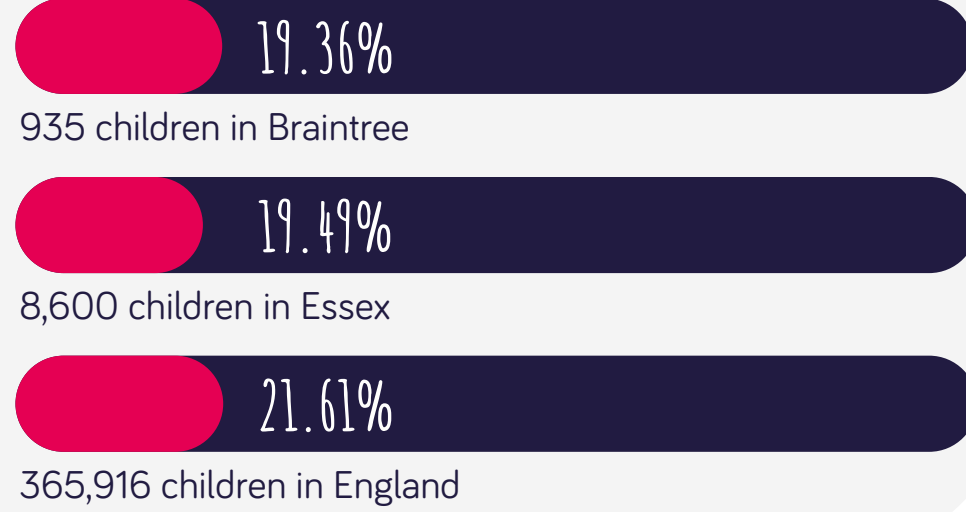 19.36%
935 children in Braintree
19.49%
8,600 children in Essex
21.61%
365,916 children in England